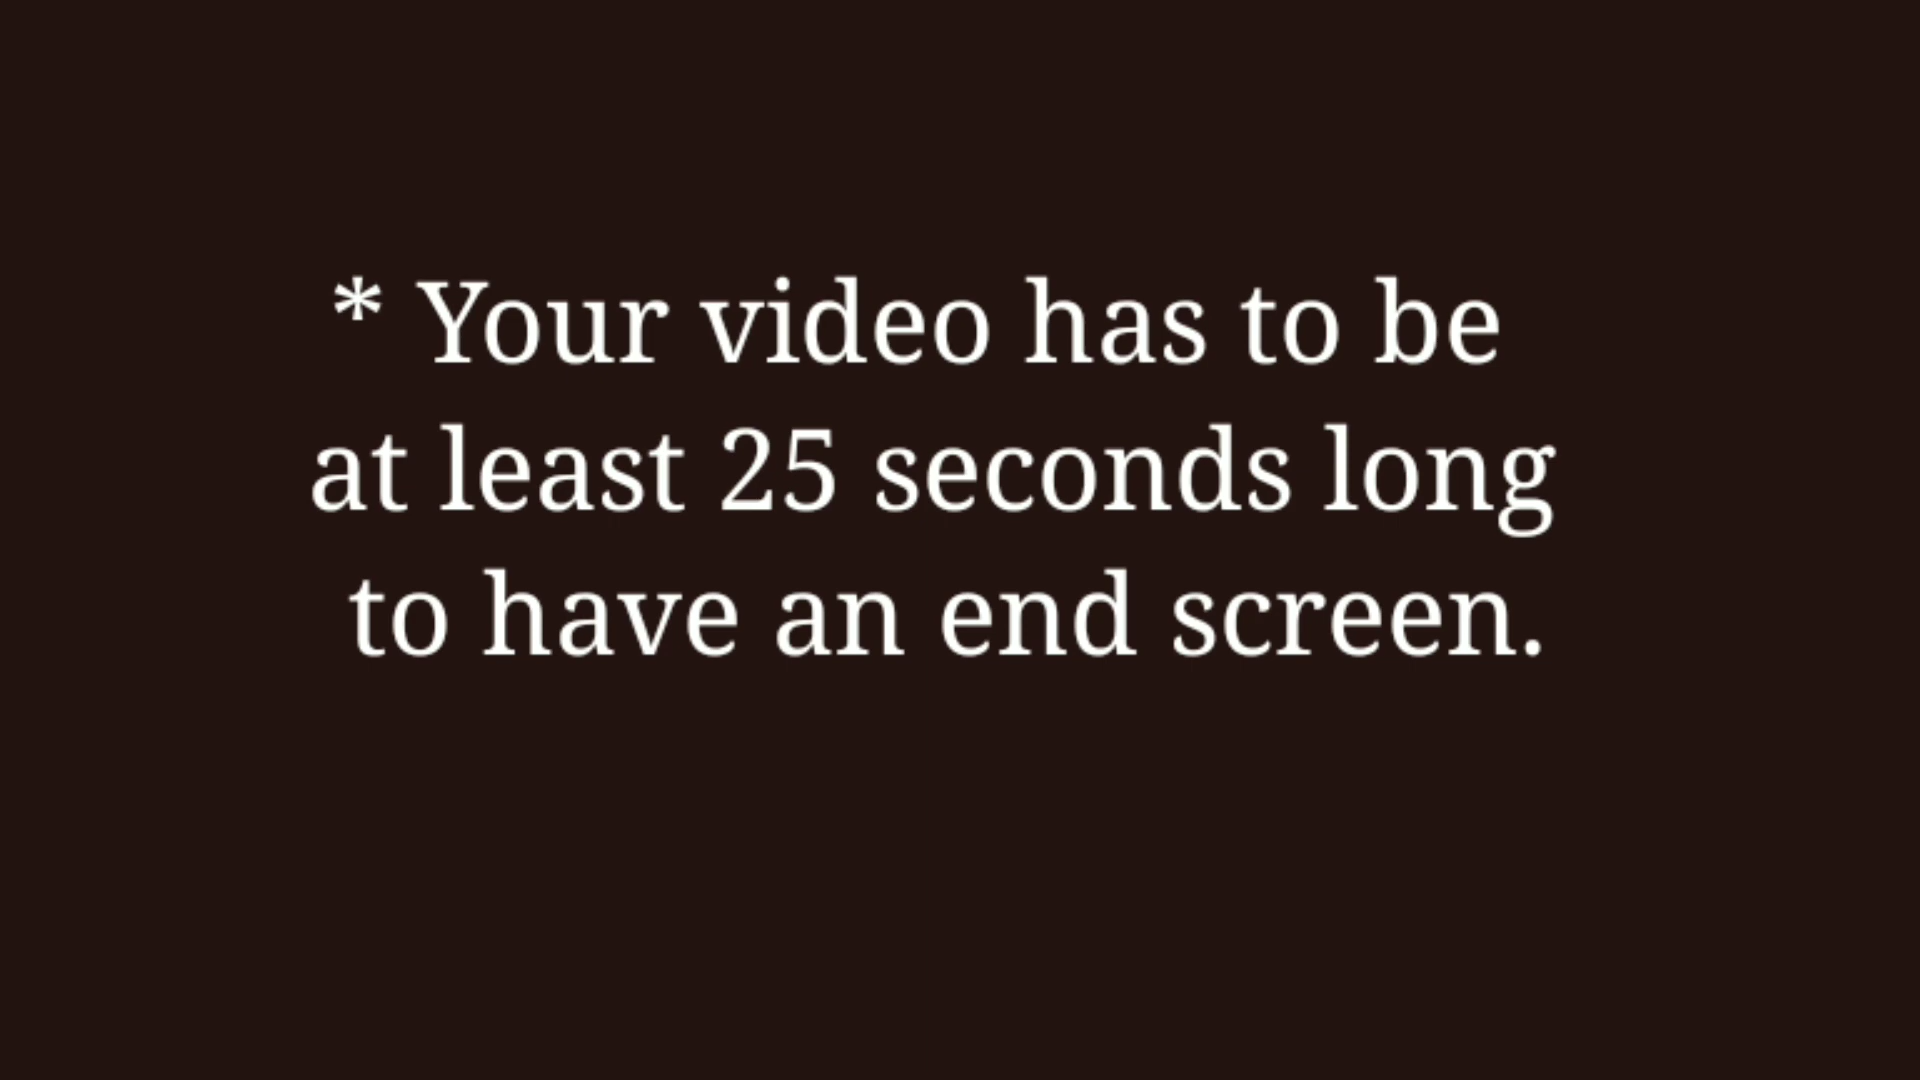 * Your video has to be
at least 25 seconds long
to have an end screen.